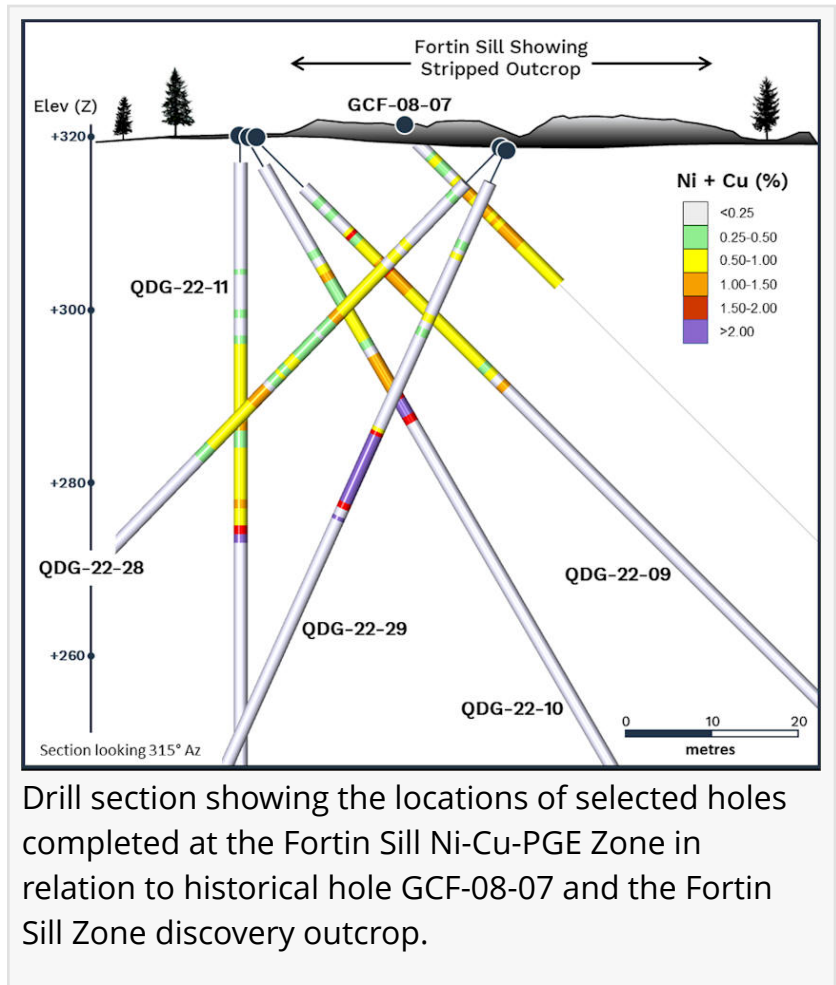 Fortin Sill Showing
Stripped Outcrop
GCF-08-07
Elev (Z)
+320
Ni + Cu (%)
<0.25
0.25-0.50
0.50-1.00
1.00-1.50
1.50-2.00
>2.00
QDG-22-11
+300
+280
QDG-22-28
QDG-22-09
QDG-22-29
+260
QDG-22-10
0 10 20
metres
Section looking 315° Az
Drill section showing the locations of selected holes
completed at the Fortin Sill Ni-Cu-PGE Zone in
relation to historical hole GCF-08-07 and the Fortin
Sill Zone discovery outcrop.